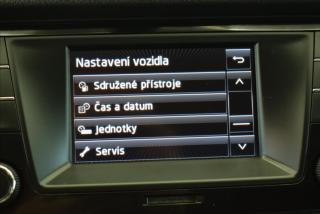 Nastavení vozidla
Sdružené přístroje
Čas a datum
Jednotky
Servis